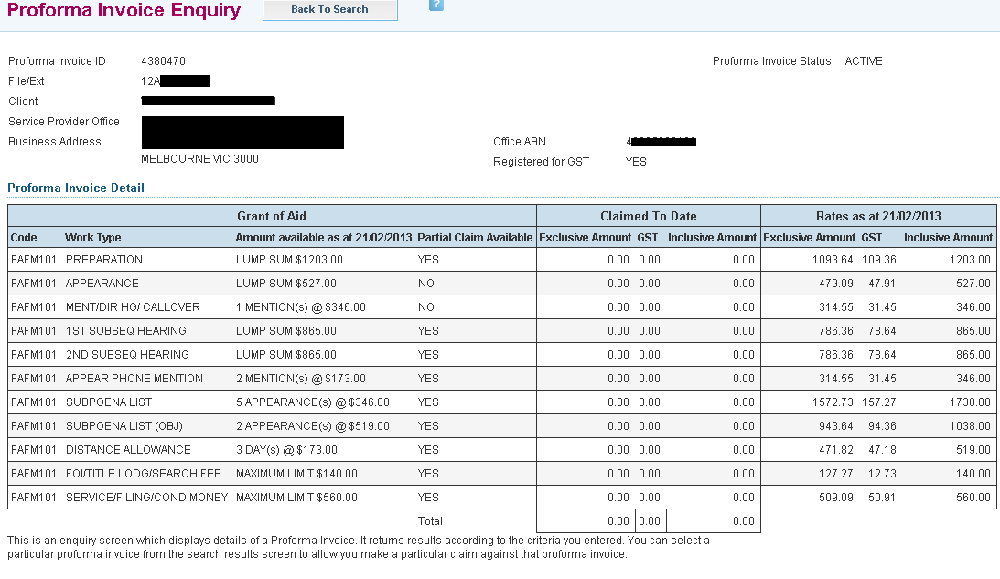 Proforma Invoice Enquiry Back To Search ?
Proforma Invoice ID 4380470 Proforma Invoice Status ACTIVE
File/Ext 12A
Client
Service Provider Office
Business Address Office ABN 4
MELBOURNE VIC 3000 Registered for GST YES
Proforma Invoice Detail
Grant of Aid Claimed To Date Rates as at 21/02/2013
Code Work Type Amount available as at 21/02/2013 Partial Claim Available Exclusive Amount GST Inclusive Amount Exclusive Amount GST Inclusive Amount
FAFM101 PREPARATION LUMP SUM $1203.00 YES 0.00 0.00 0.00 1093.64 109.36 1203.00
FAFM101 APPEARANCE LUMP SUM $527.00 NO 0.00 0.00 0.00 479.09 47.91 527.00
FAFM101 MENT/DIR HG/ CALLOVER 1 MENTION(s) @ $346.00 NO 0.00 0.00 0.00 314.55 31.45 346.00
FAFM101 1ST SUBSEQ HEARING LUMP SUM $865.00 YES 0.00 0.00 0.00 786.36 78.64 865.00
FAFM101 2ND SUBSEQ HEARING LUMP SUM $865.00 YES 0.00 0.00 0.00 786.36 78.64 865.00
FAFM101 APPEAR PHONE MENTION 2 MENTION(s) @ $173.00 YES 0.00 0.00 0.00 314.55 31.45 346.00
FAFM101 SUBPOENA LIST 5 APPEARANCE(s) @ $346.00 YES 0.00 0.00 0.00 1572.73 157.27 1730.00
FAFM101 SUBPOENA LIST (OBJ) 2 APPEARANCE(s) @ $519.00 YES 0.00 0.00 0.00 943.64 94.36 1038.00
FAFM101 DISTANCE ALLOWANCE 3 DAY(s) @ $173.00 YES 0.00 0.00 0.00 471.82 47.18 519.00
FAFM101 FOI/TITLE LODG/SEARCH FEE MAXIMUM LIMIT $140.00 YES 0.00 0.00 0.00 127.27 12.73 140.00
FAFM101 SERVICE/FILING/COND MONEY MAXIMUM LIMIT $560.00 YES 0.00 0.00 0.00 509.09 50.91 560.00
Total 0.00 0.00 0.00
This is an enquiry screen which displays details of a Proforma Invoice. It returns results according to the criteria you entered. You can select a
particular proforma invoice from the search results screen to allow you make a particular claim against that proforma invoice.